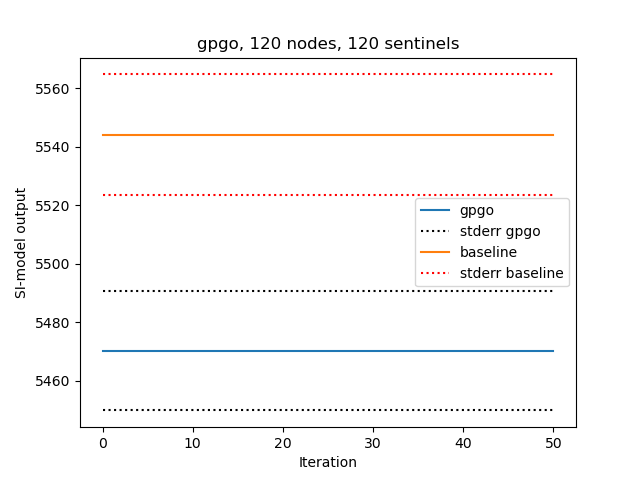 gpgo, 120 nodes, 120 sentinels
SI-model output
5560
5540
5520
5500
5480
5460
gpgo
stderr gpgo
baseline
stderr baseline
0 10 20 30 40 50
Iteration